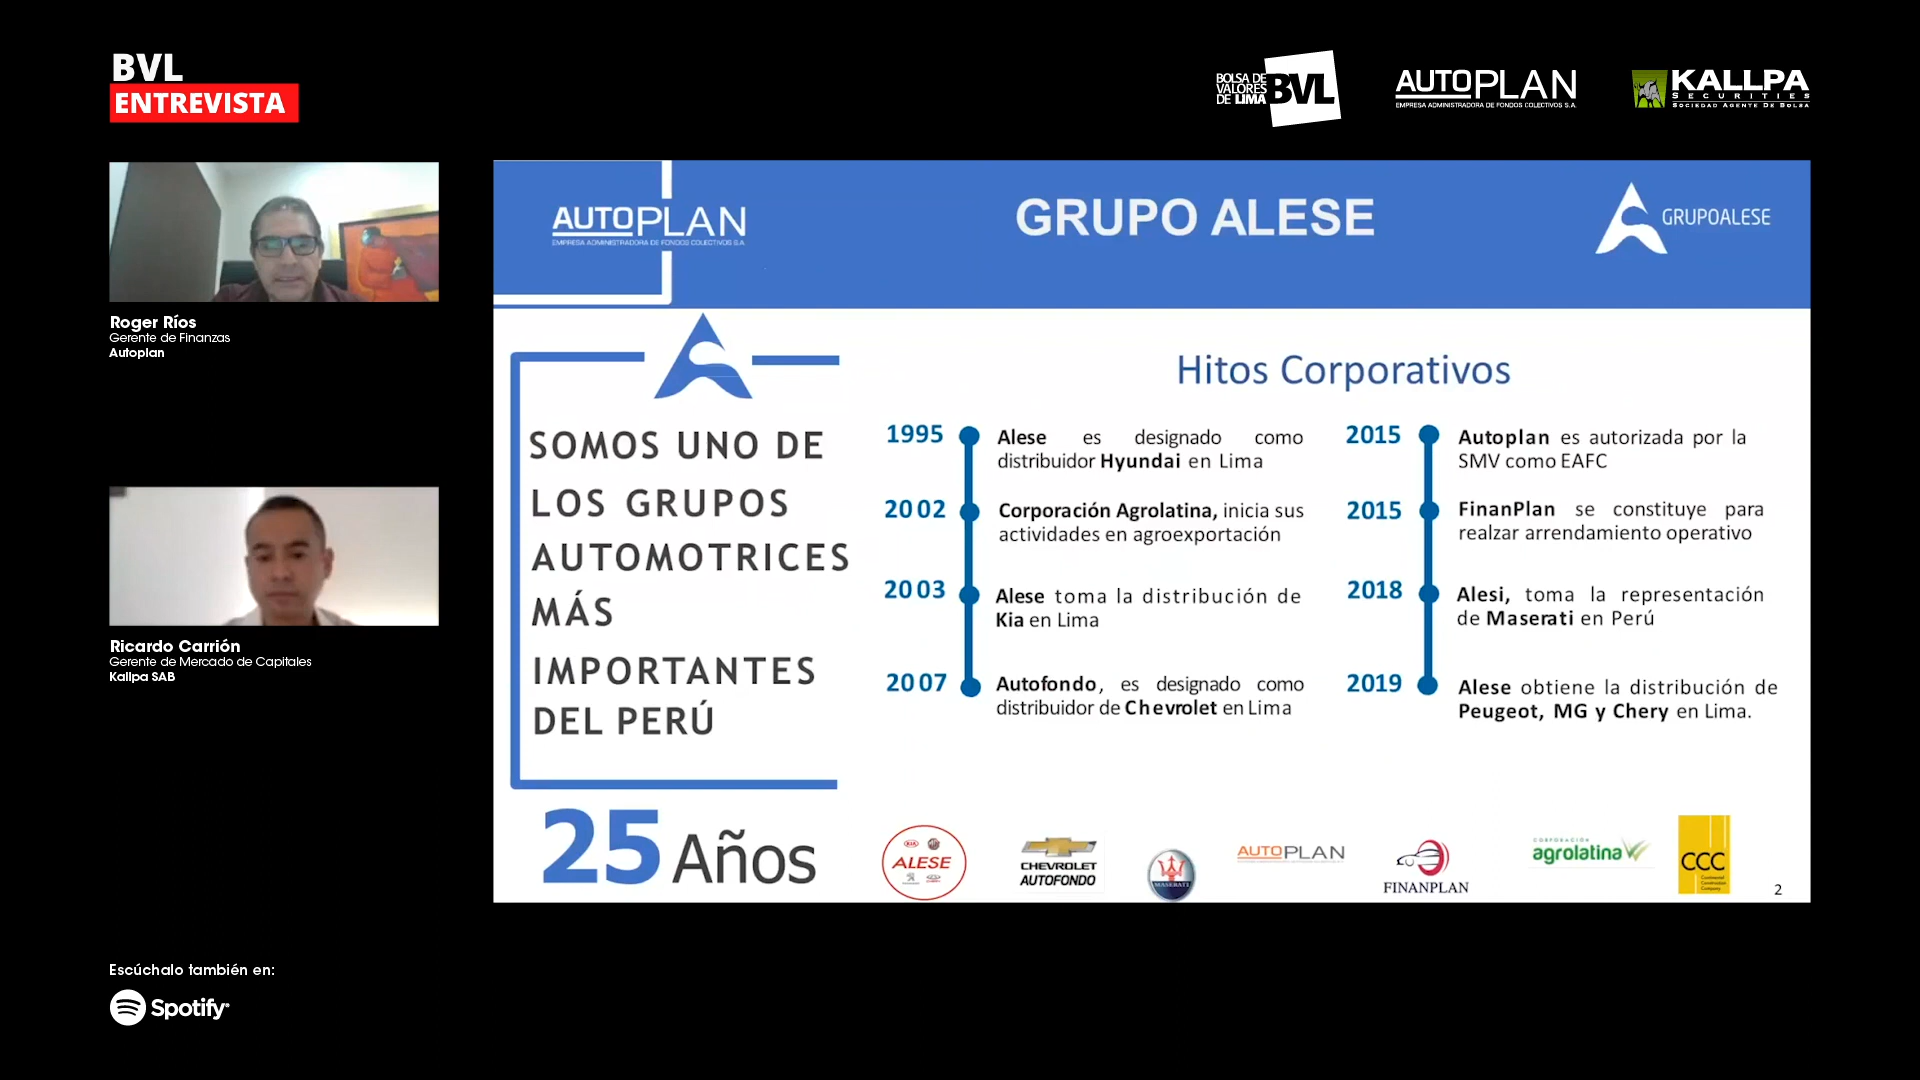 BVL
ENTREVISTA
BOLSA DE
VALORES
DE LIMA
BVL
AUTOPLAN
EMPRESA ADMINISTRADORA DE FONDOS COLECTIVOS S.A.
KALLPA
SECURITIES
SOCIEDAD AGENTE DE BOLSA
Roger Ríos
Gerente de Finanzas
Autoplan
Ricardo Carrión
Gerente de Mercado de Capitales
Kallpa SAB
AUTOPLAN
EMPRESA ADMINISTRADORA DE FONDOS COLECTIVOS S.A.
GRUPO ALESE
GRUPOALESE
SOMOS UNO DE
LOS GRUPOS
AUTOMOTRICES
MÁS
IMPORTANTES
DEL PERÚ
25 Años
Hitos Corporativos
1995
Alese es designado como
distribuidor Hyundai en Lima
2002
Corporación Agrolatina, inicia sus
actividades en agroexportación
2003
Alese toma la distribución de
Kia en Lima
2007
Autofondo, es designado como
distribuidor de Chevrolet en Lima
2015
Autoplan es autorizada por la
SMV como EAFC
2015
FinanPlan se constituye para
realzar arrendamiento operativo
2018
Alesi, toma la representación
de Maserati en Perú
2019
Alese obtiene la distribución de
Peugeot, MG y Chery en Lima.
KIA
ALESE
CHEVROLET
AUTOFONDO
MASERATI
AUTOPLAN
FINANPLAN
CORPORACIÓN
agrolatina
CCC
Continental
Construction
Company
2
Escúchalo también en:
Spotify